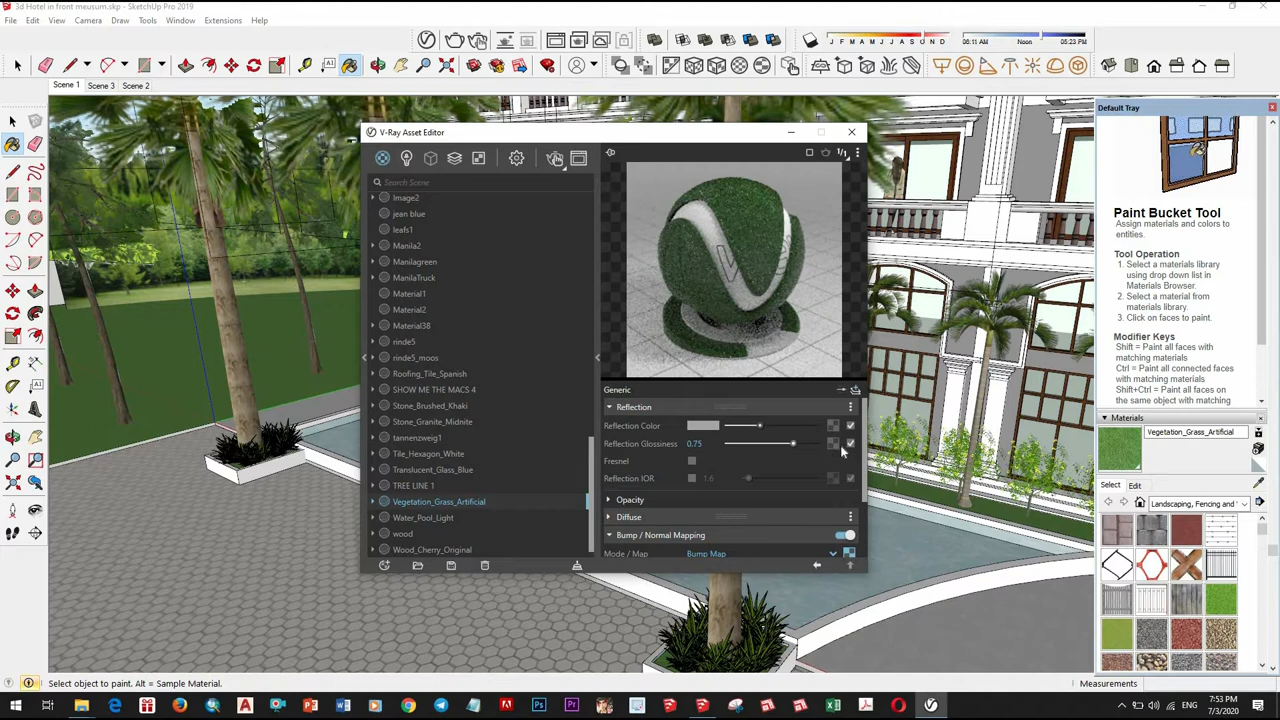 3d Hotel in front meusum.skp - SketchUp Pro 2019
File Edit View Camera Draw Tools Window Extensions Help
J F M A M J J A S O N D
06:11 AM Noon 05:23 PM
Scene 1 Scene 3 Scene 2
V-Ray Asset Editor
Search Scene
1/1
Image2
jean blue
leafs1
Manila2
Manilagreen
ManilaTruck
Material1
Material2
Material38
rinde5
rinde5_moos
Roofing_Tile_Spanish
SHOW ME THE MACS 4
Stone_Brushed_Khaki
Stone_Granite_Midnite
tannenzweig1
Tile_Hexagon_White
Translucent_Glass_Blue
TREE LINE 1
Vegetation_Grass_Artificial
Water_Pool_Light
wood
Wood_Cherry_Original
Generic
Reflection
Reflection Color
Reflection Glossiness 0.75
Fresnel
Reflection IOR 1.6
Opacity
Diffuse
Bump / Normal Mapping
Mode / Map Bump Map
Default Tray
Paint Bucket Tool
Assign materials and colors to
entities.
Tool Operation
1. Select a materials library
using drop down list in
Materials Browser.
2. Select a material from
materials library.
3. Click on faces to paint.
Modifier Keys
Shift = Paint all faces with
matching materials
Ctrl = Paint all connected
faces with matching materials
Shift+Ctrl = Paint all faces on
the same object with matching
Materials
Vegetation_Grass_Artificial
Select Edit
Landscaping, Fencing and
Select object to paint. Alt = Sample Material.
Measurements
7:53 PM
7/3/2020